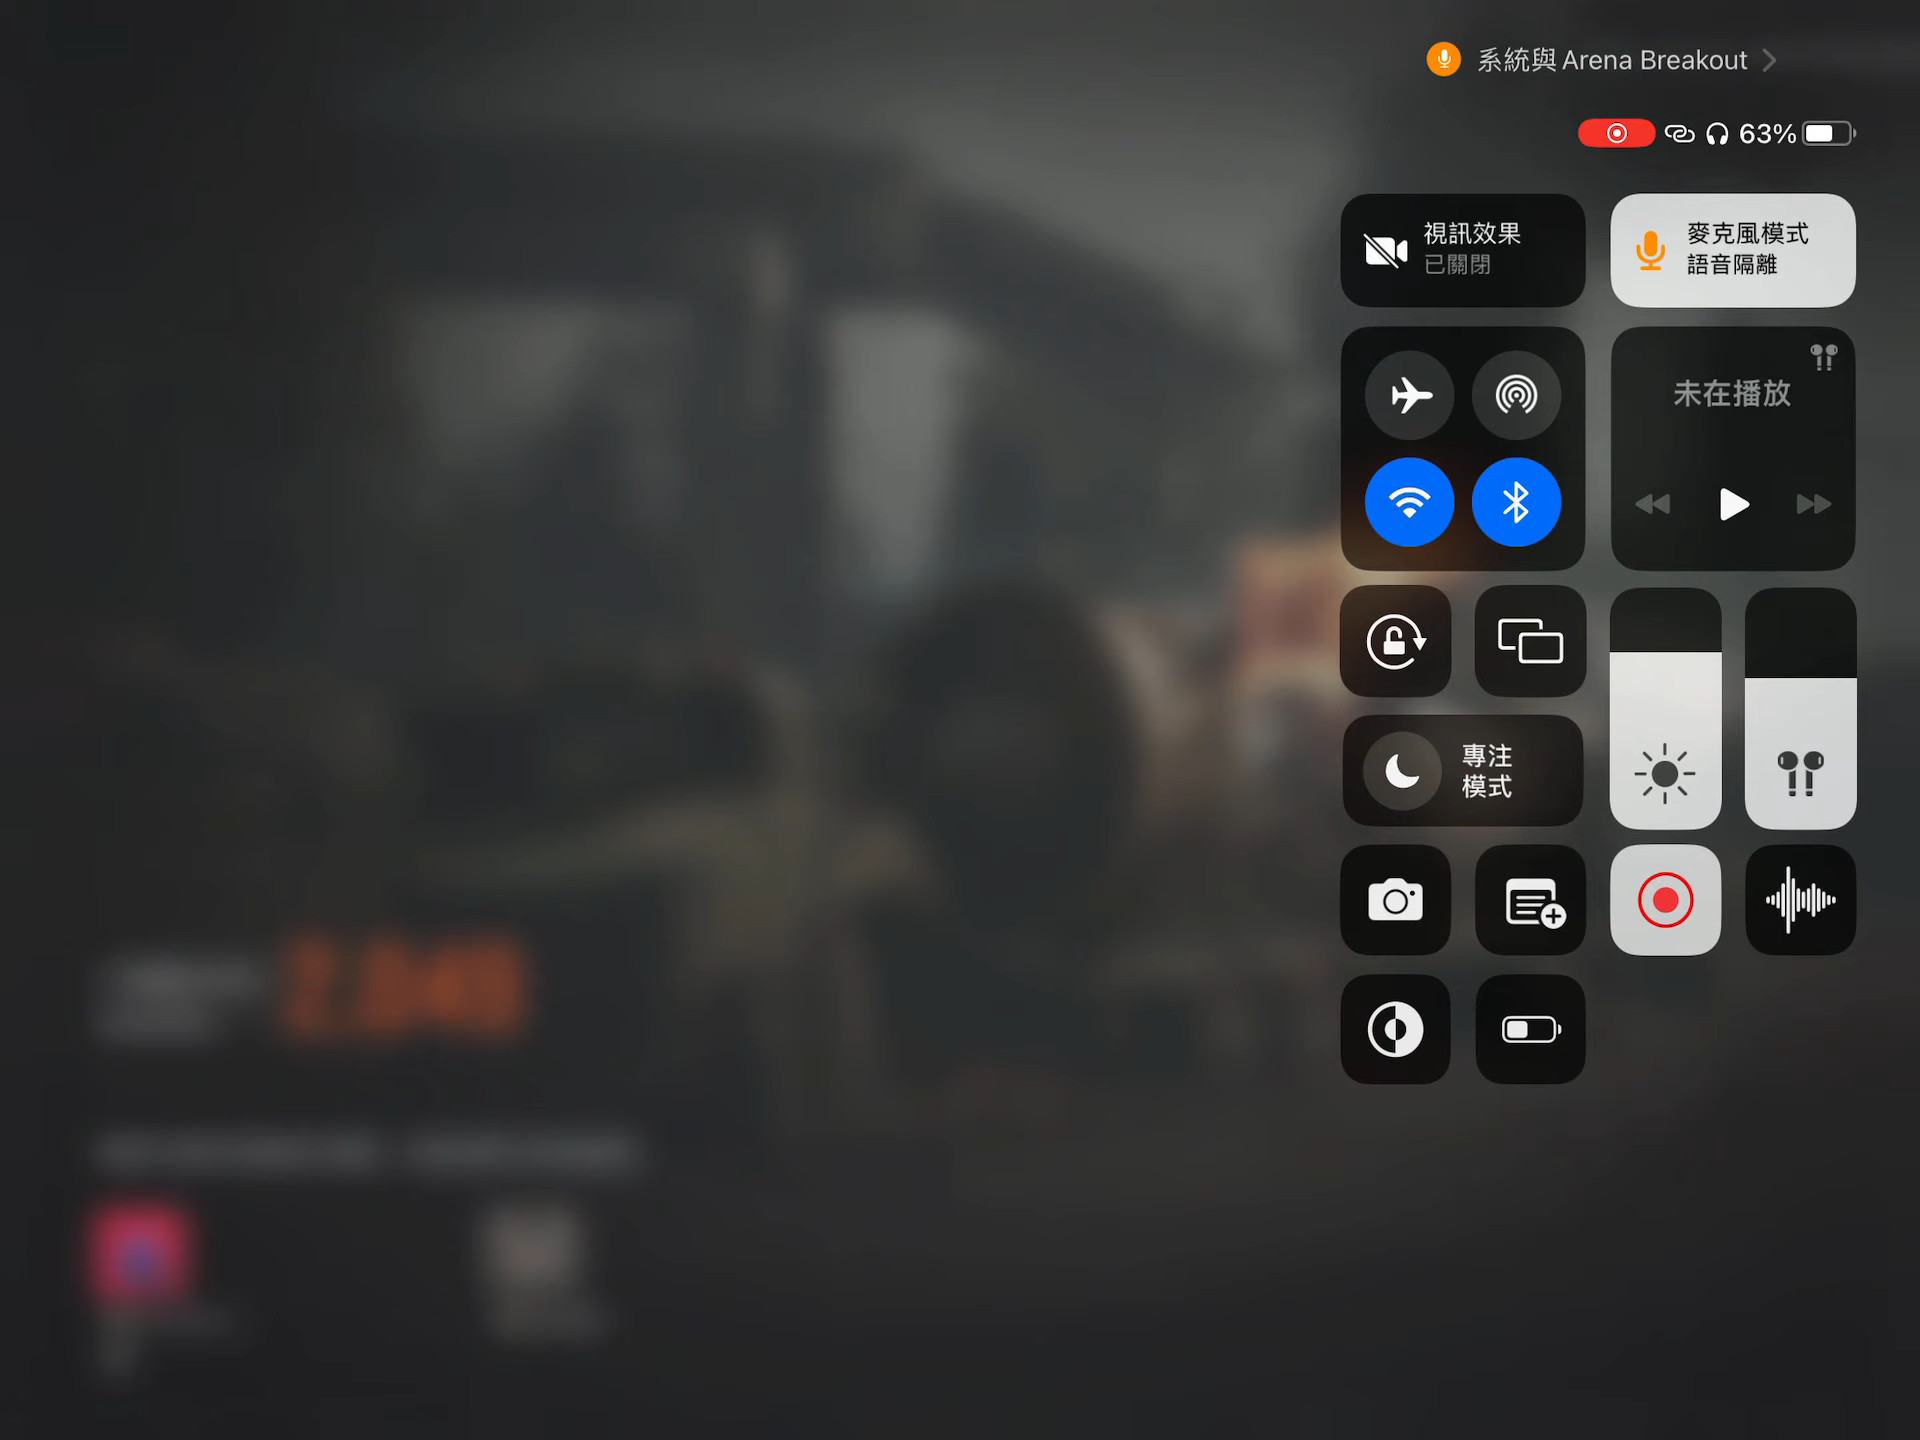 系統與 Arena Breakout
63%
視訊效果
已關閉
麥克風模式
語音隔離
未在播放
專注
模式